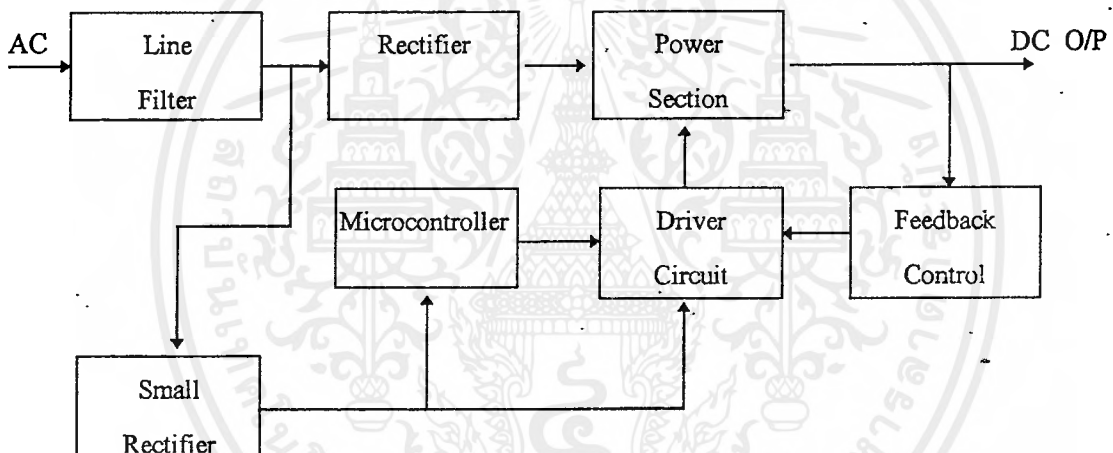 AC
Line
Filter
Rectifier
Power
Section
DC O/P
Microcontroller
Driver
Circuit
Feedback
Control
Small
Rectifier